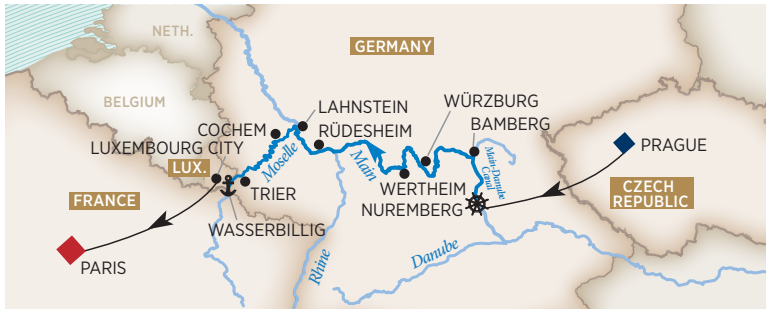 NETH.
GERMANY
BELGIUM
LAHNSTEIN
WÜRZBURG
COCHEM
RÜDESHEIM
BAMBERG
LUXEMBOURG CITY
PRAGUE
LUX.
Moselle
Main
Main-Danube
Canal
TRIER
WERTHEIM
CZECH
REPUBLIC
FRANCE
NUREMBERG
WASSERBILLIG
Rhine
Danube
PARIS